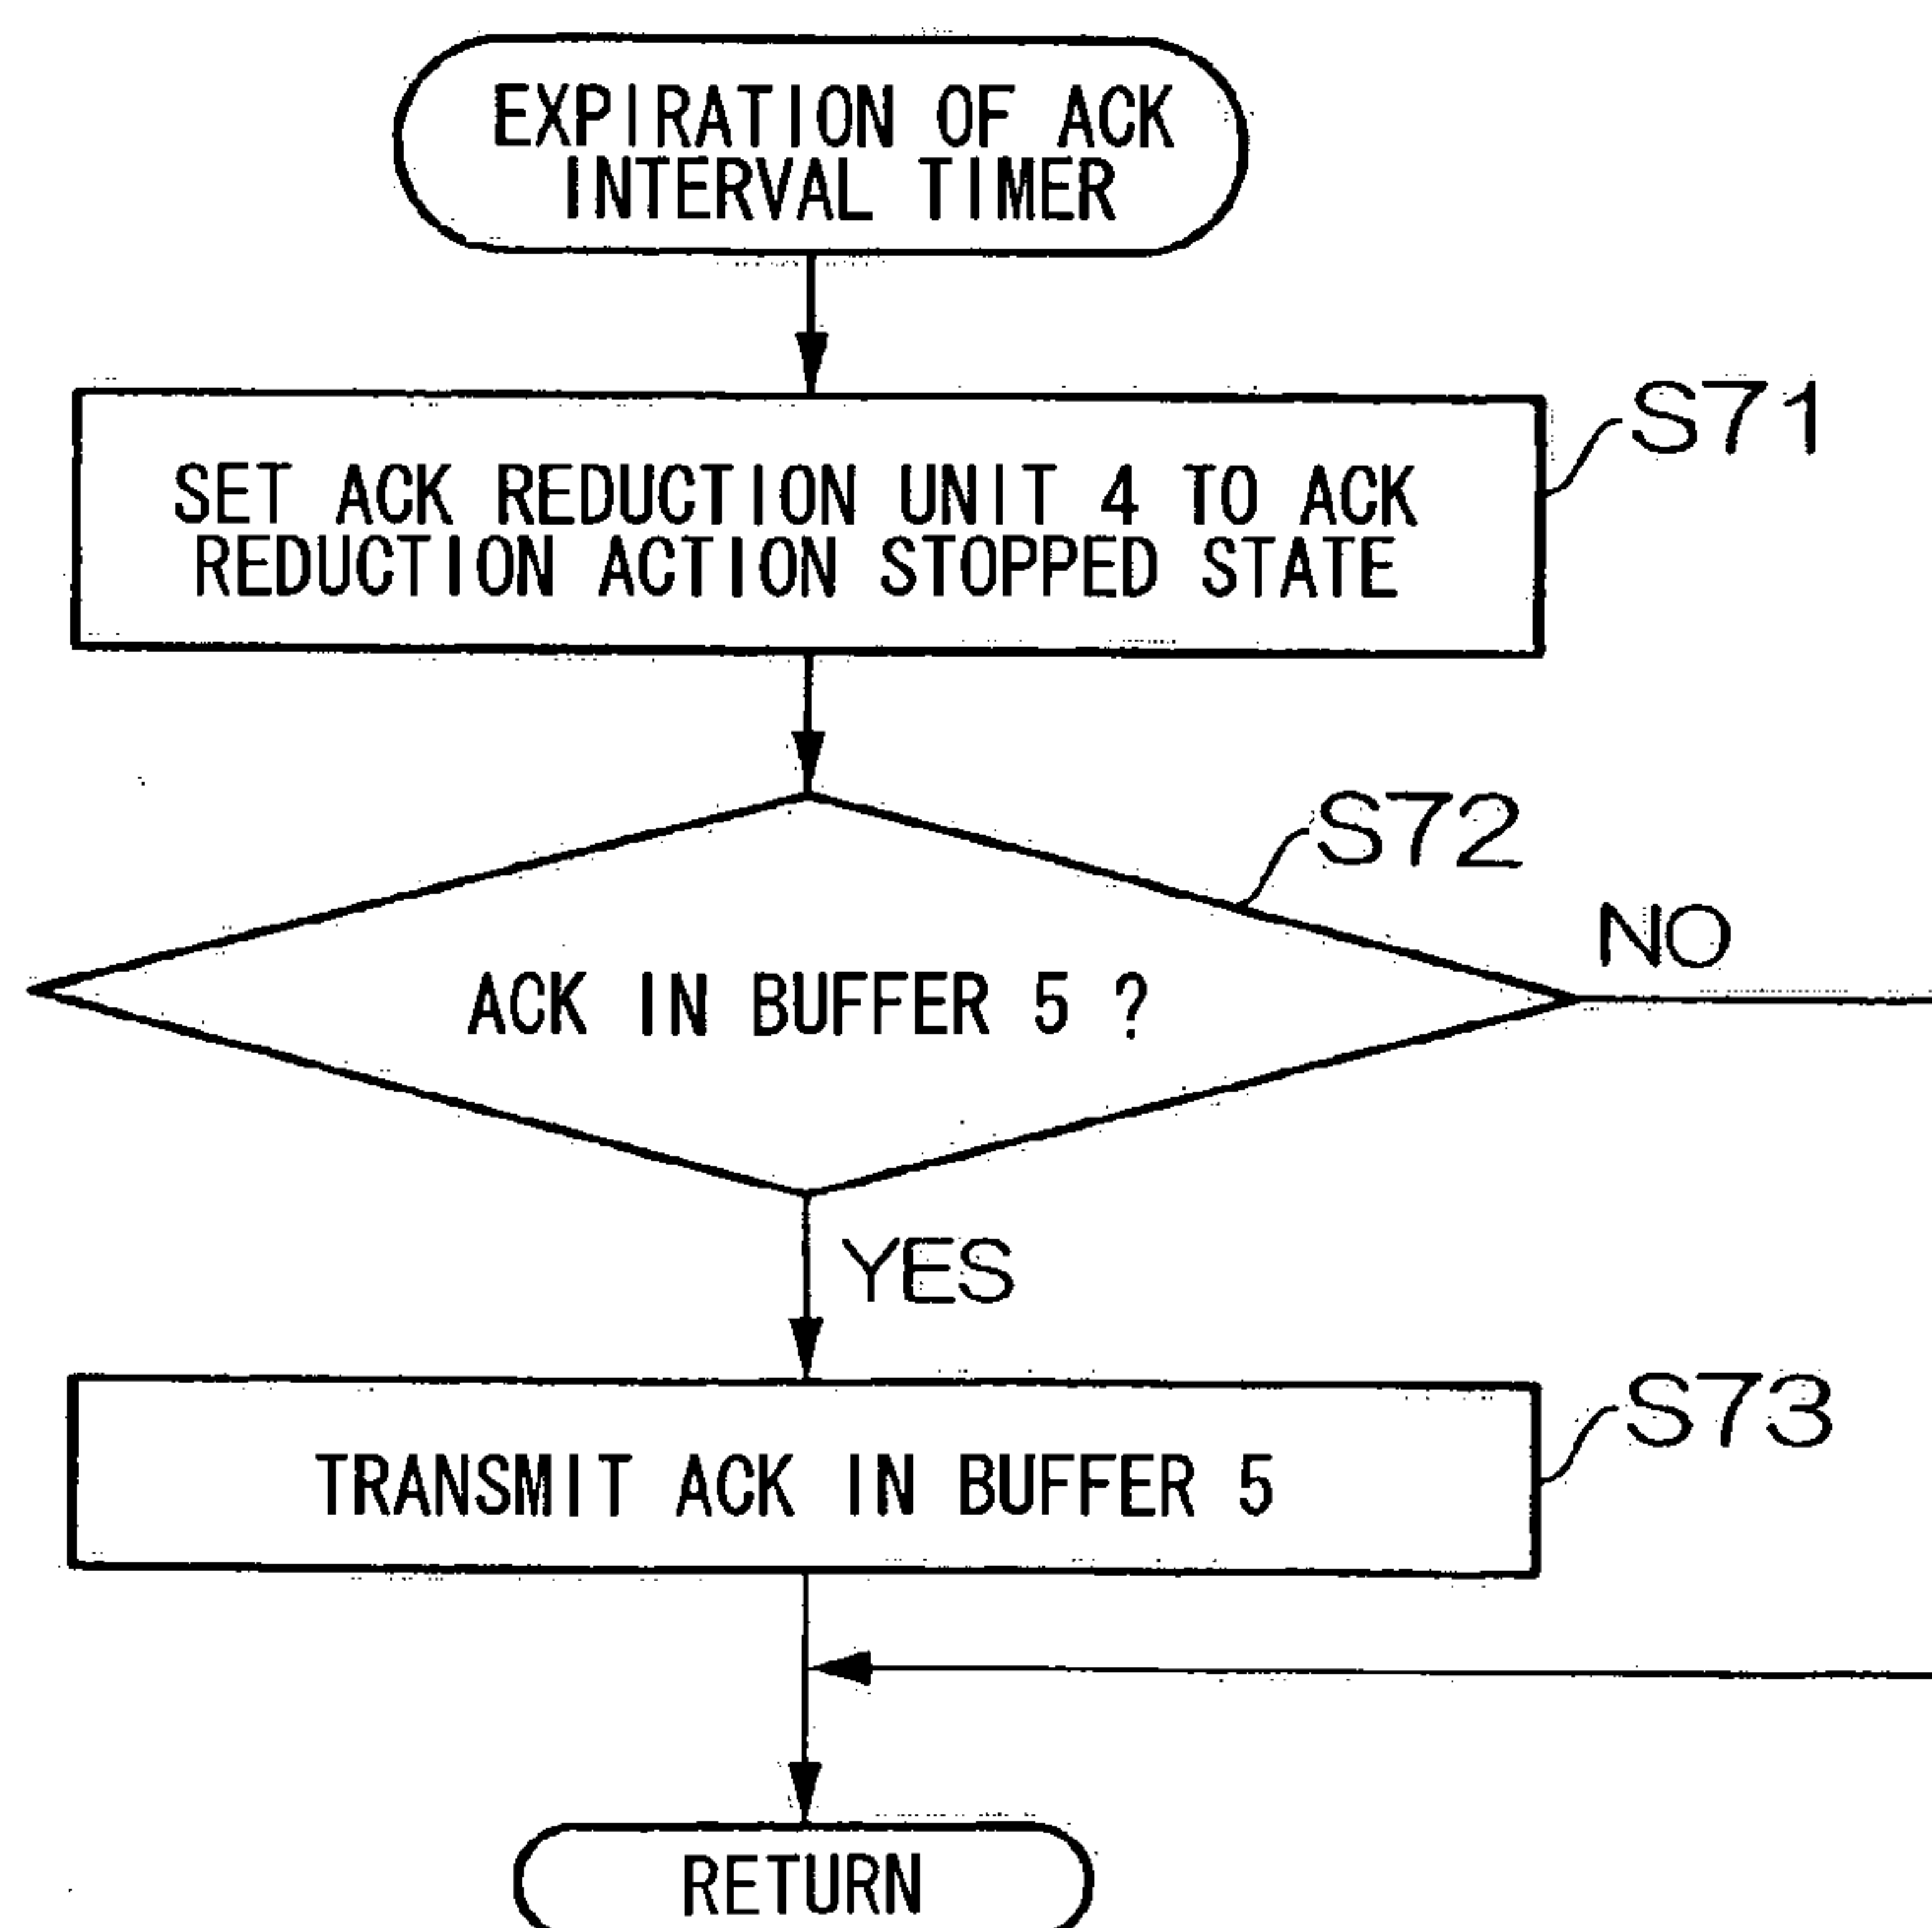 EXPIRATION OF ACK
INTERVAL TIMER
S71
SET ACK REDUCTION UNIT 4 TO ACK
REDUCTION ACTION STOPPED STATE
S72
NO
ACK IN BUFFER 5 ?
YES
S73
TRANSMIT ACK IN BUFFER 5
RETURN